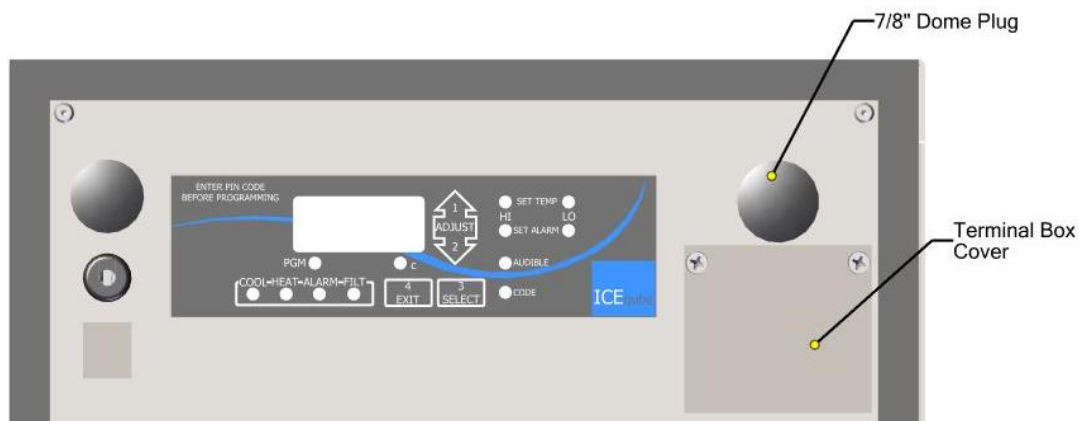 7/8" Dome Plug
ENTER PIN CODE
BEFORE PROGRAMMING
1
ADJUST
2
SET TEMP
HI LO
SET ALARM
PGM
c
AUDIBLE
COOL HEAT ALARM FILT
4
EXIT
3
SELECT
CODE
ICE qube
Terminal Box
Cover